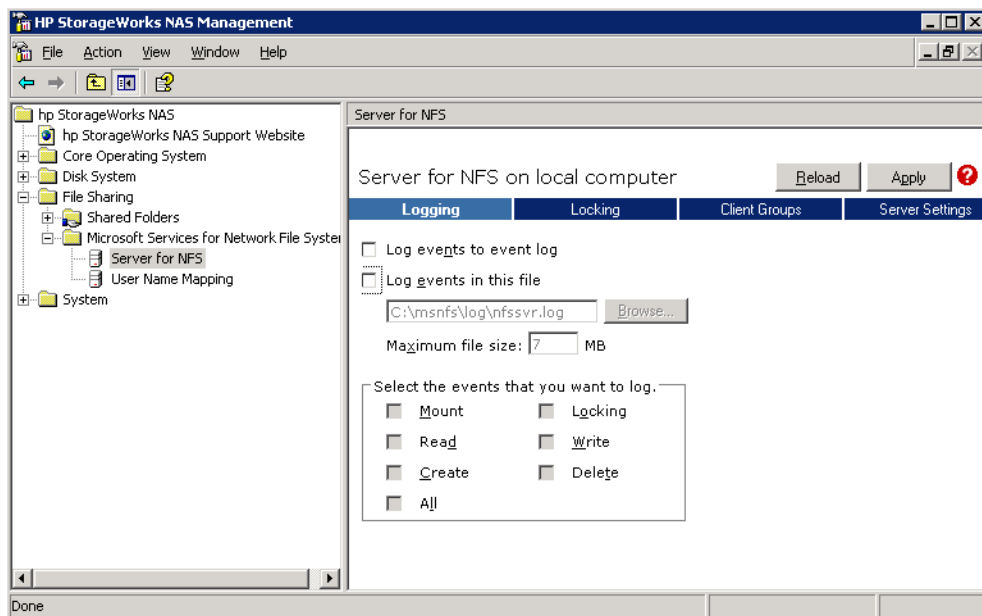 HP StorageWorks NAS Management
File Action View Window Help
hp StorageWorks NAS
hp StorageWorks NAS Support Website
Core Operating System
Disk System
File Sharing
Shared Folders
Microsoft Services for Network File Syster
Server for NFS
User Name Mapping
System
Server for NFS
Server for NFS on local computer
Reload Apply ?
Logging Locking Client Groups Server Settings
Log events to event log
Log events in this file
C:\msnfs\log\nfssvr.log Browse...
Maximum file size: 7 MB
Select the events that you want to log.
Mount Locking
Read Write
Create Delete
All
Done